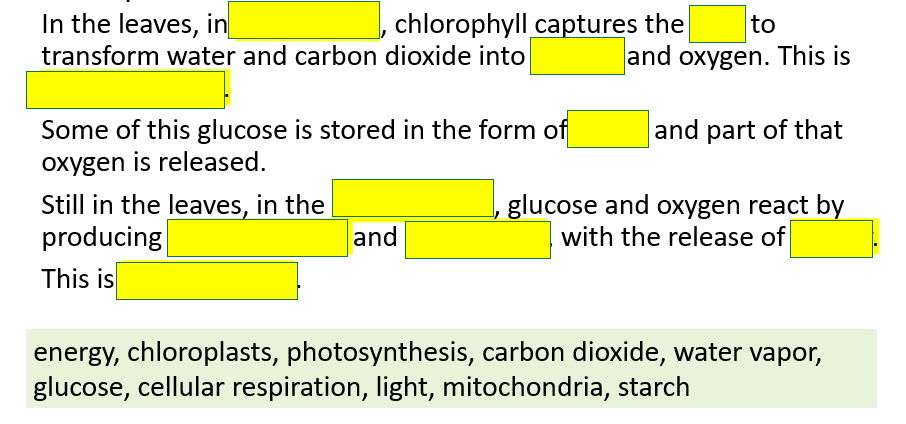 In the leaves, in , chlorophyll captures the to
transform water and carbon dioxide into and oxygen. This is
.
Some of this glucose is stored in the form of and part of that
oxygen is released.
Still in the leaves, in the , glucose and oxygen react by
producing and , with the release of .
This is .
energy, chloroplasts, photosynthesis, carbon dioxide, water vapor,
glucose, cellular respiration, light, mitochondria, starch